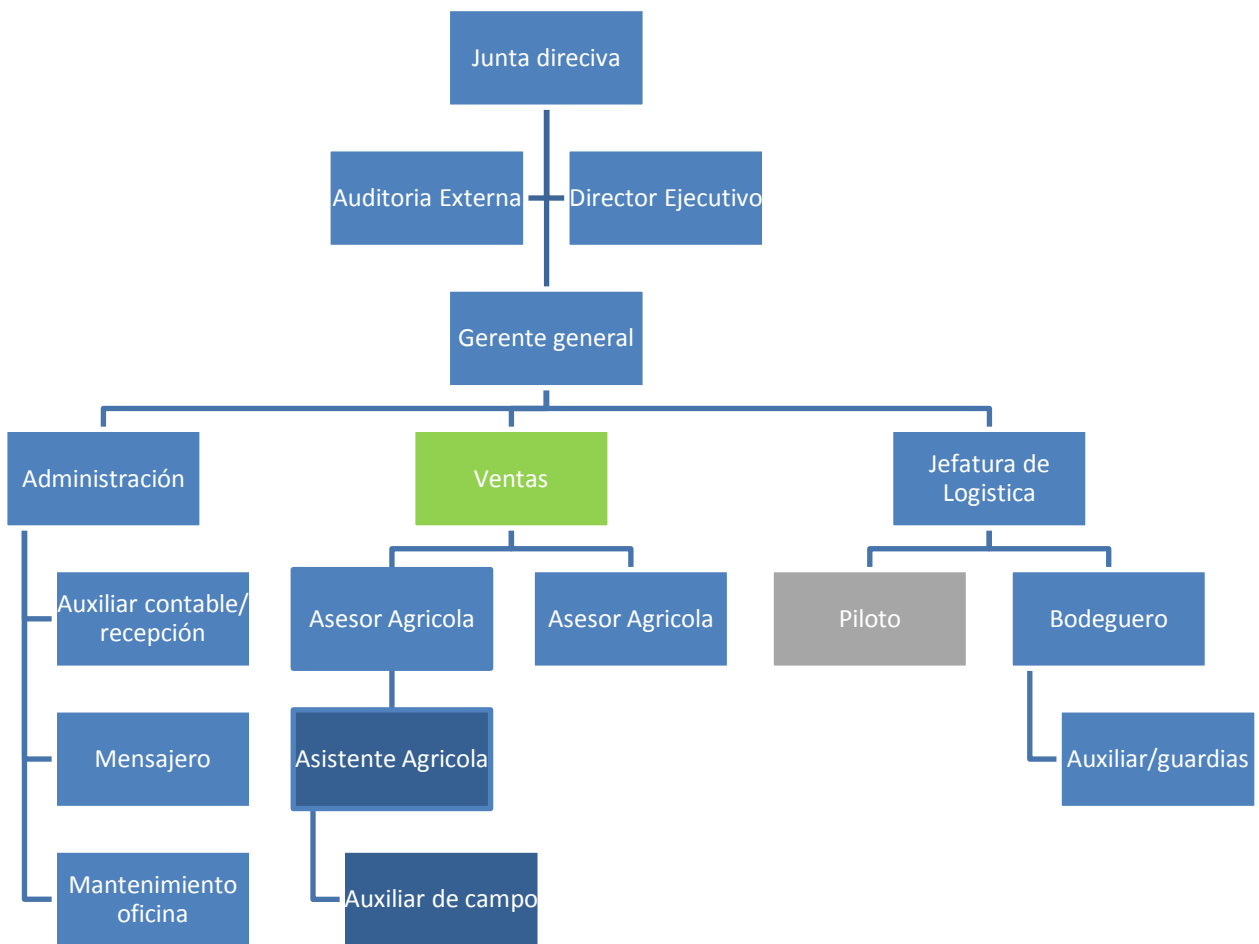 Junta direciva
Auditoria Externa
Director Ejecutivo
Gerente general
Administración
Ventas
Jefatura de
Logistica
Auxiliar contable/
recepción
Asesor Agricola
Asesor Agricola
Piloto
Bodeguero
Mensajero
Asistente Agricola
Auxiliar/guardias
Mantenimiento
oficina
Auxiliar de campo